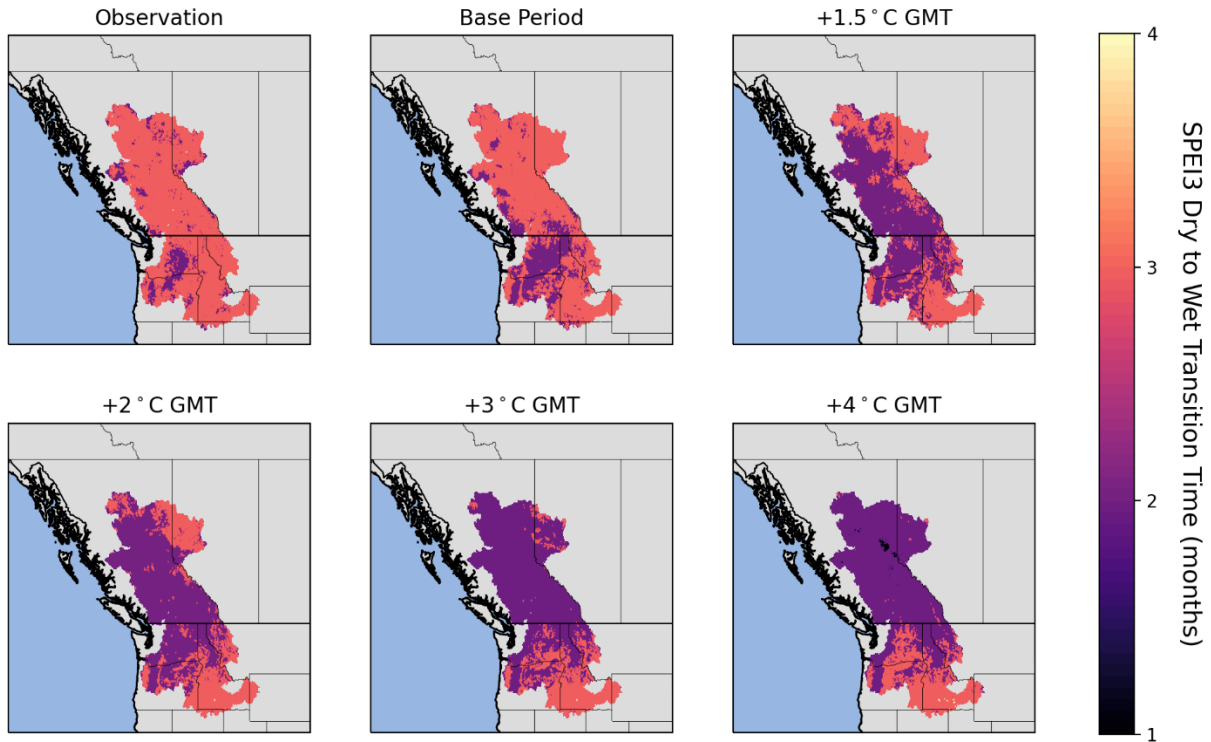 Observation
Base Period
+1.5°C GMT
+2°C GMT
+3°C GMT
+4°C GMT
4
3
2
1
SPEI3 Dry to Wet Transition Time (months)